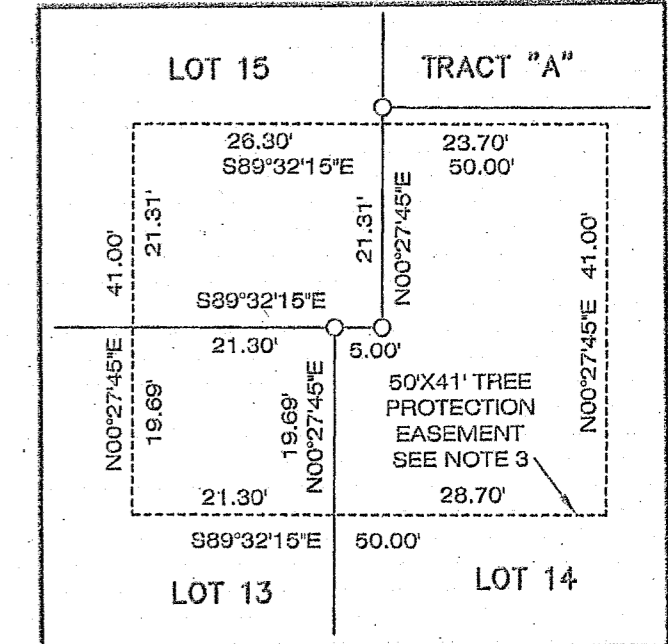 LOT 15
TRACT "A"
26.30'
S89°32'15"E
23.70'
50.00'
41.00'
N00°27'45"E
21.31'
21.31'
N00°27'45"E
N00°27'45"E 41.00'
S89°32'15"E
21.30'
5.00'
19.69'
19.69'
N00°27'45"E
50'X41' TREE
PROTECTION
EASEMENT
SEE NOTE 3
21.30'
28.70'
S89°32'15"E
50.00'
LOT 13
LOT 14